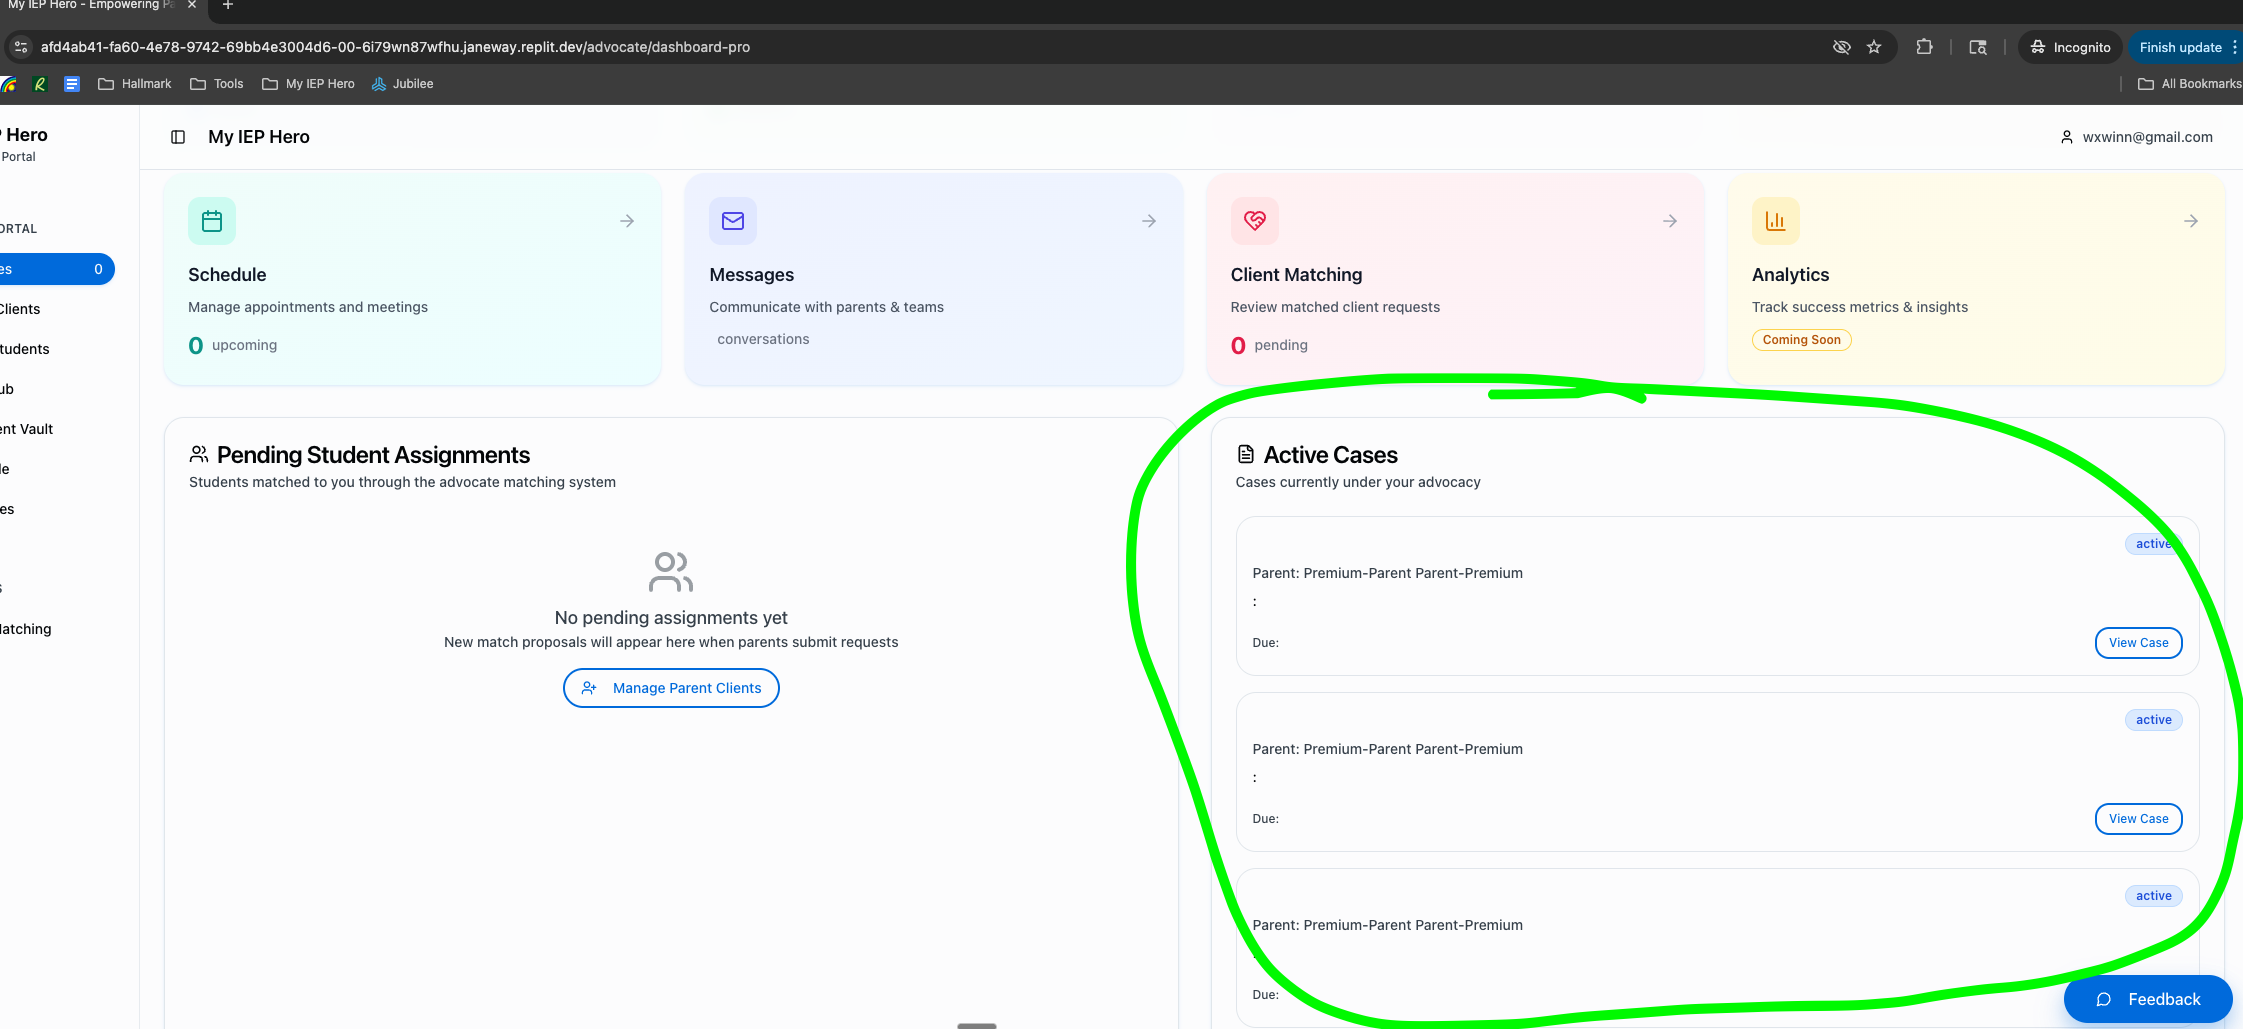 My IEP Hero - Empowering Pa
afd4ab41-fa60-4e78-9742-69bb4e3004d6-00-6i79wn87wfhu.janeway.replit.dev/advocate/dashboard-pro
Incognito
Finish update
Hallmark
Tools
My IEP Hero
Jubilee
All Bookmarks
Hero
Portal
My IEP Hero
wxwinn@gmail.com
ORTAL
es 0
Clients
tudents
ub
ent Vault
le
es
s
latching
Schedule
Manage appointments and meetings
0 upcoming
Messages
Communicate with parents & teams
conversations
Client Matching
Review matched client requests
0 pending
Analytics
Track success metrics & insights
Coming Soon
Pending Student Assignments
Students matched to you through the advocate matching system
No pending assignments yet
New match proposals will appear here when parents submit requests
Manage Parent Clients
Active Cases
Cases currently under your advocacy
active
Parent: Premium-Parent Parent-Premium
:
Due:
View Case
active
Parent: Premium-Parent Parent-Premium
:
Due:
View Case
active
Parent: Premium-Parent Parent-Premium
Due:
Feedback